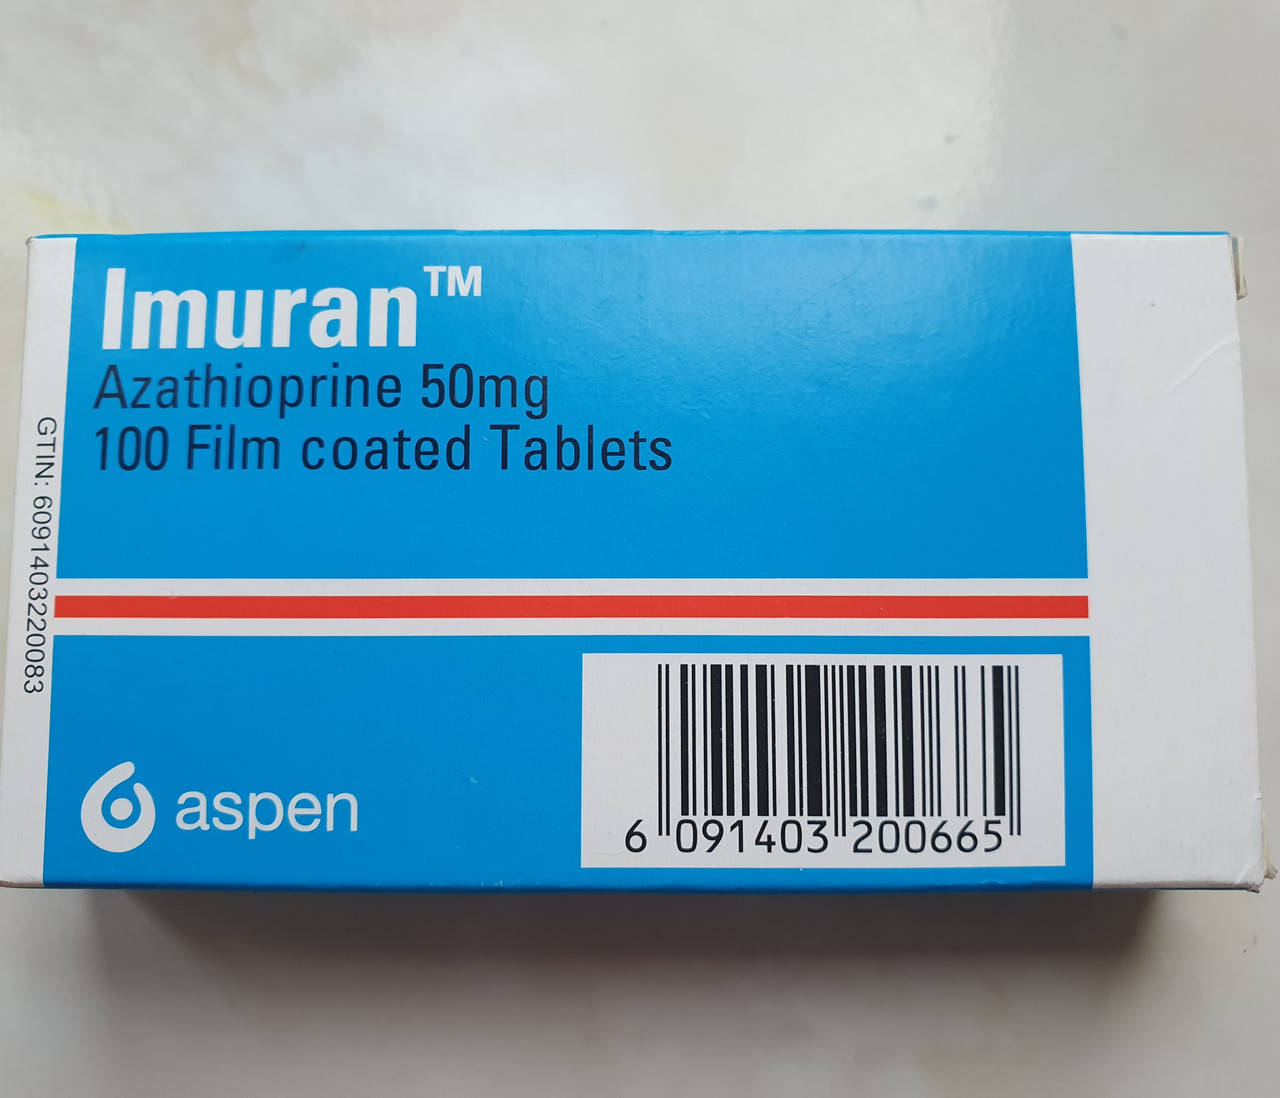 Imuran™
Azathioprine 50mg
100 Film coated Tablets
GTIN: 6091403220083
aspen
6 091403 200665